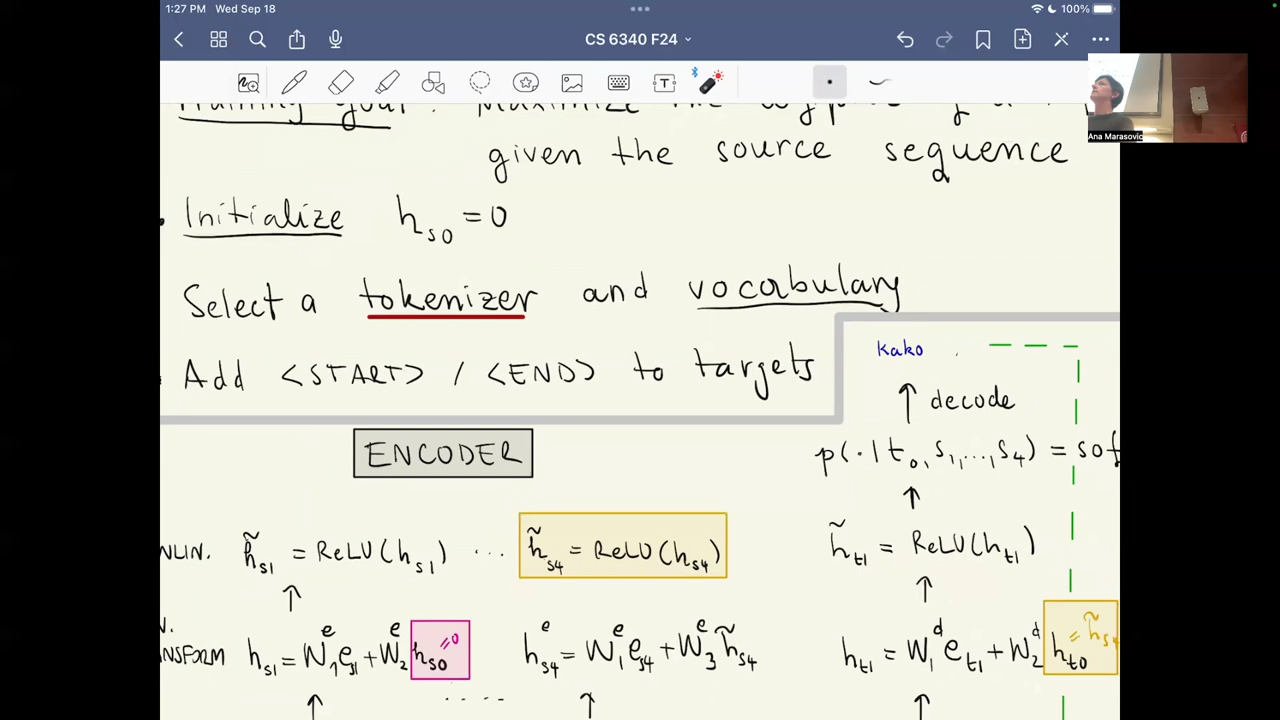 1:27 PM Wed Sep 18
100%
CS 6340 F24
T
Ana Marasovic
given the source sequence
• Initialize h_s0 = 0
Select a tokenizer and vocabulary
Add <START> / <END> to targets
kako
↑ decode
ENCODER
p(·|t_0, s_1, ..., s_4) = sof
↑
NLIN. h̃_s1 = ReLU(h_s1) ... h̃_s4 = ReLU(h_s4)
h̃_t1 = ReLU(h_t1)
↑
↑
NSFORM h_s1 = W_1^e e_s1 + W_2^e h_s0 = 0
h_s4^e = W_1^e e_s4 + W_3^e h̃_s4
h_t1 = W_1^d e_t1 + W_2^d h_t0 = h̃_s4
↑ ..... ↑ ↑